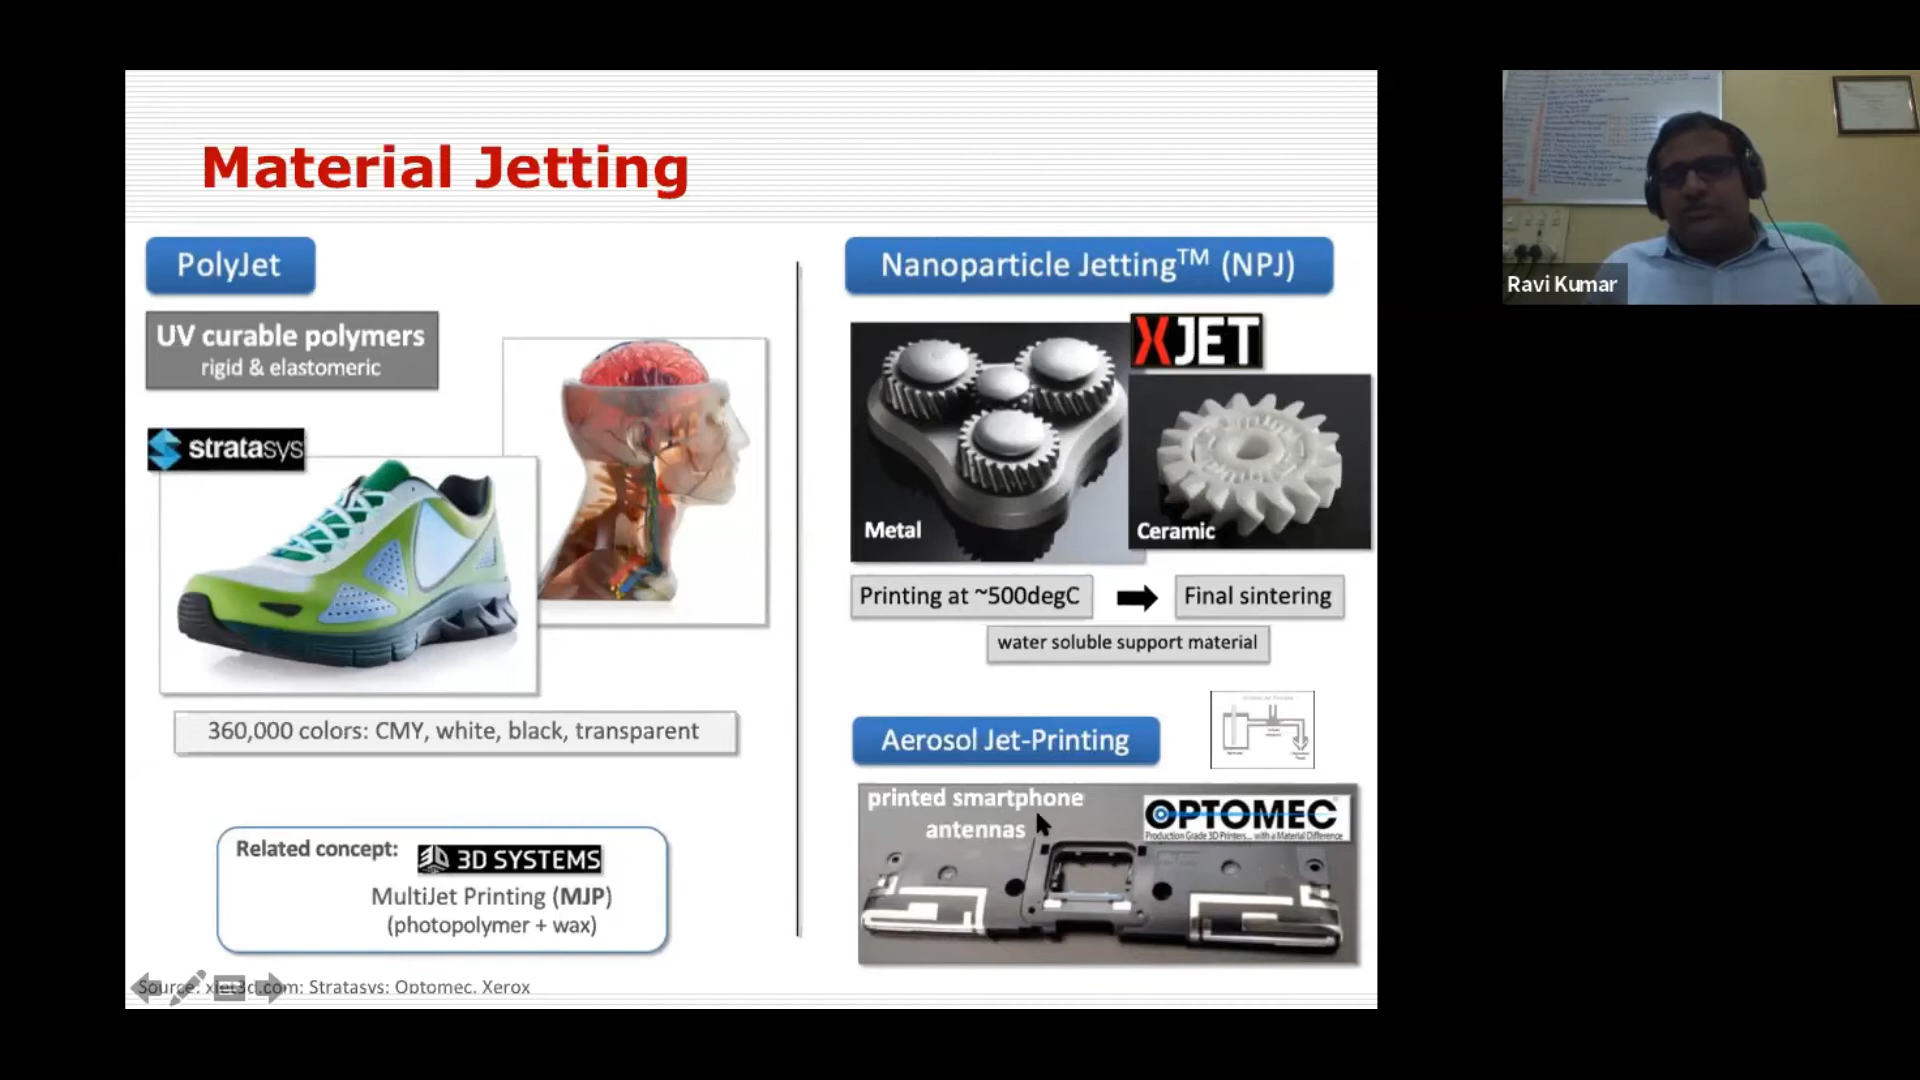 Material Jetting
PolyJet
UV curable polymers
rigid & elastomeric
stratasys
360,000 colors: CMY, white, black, transparent
Related concept:
3D SYSTEMS
MultiJet Printing (MJP)
(photopolymer + wax)
Source: xjet3d.com; Stratasys; Optomec, Xerox
Nanoparticle Jetting™ (NPJ)
XJET
Metal
Ceramic
Printing at ~500degC
Final sintering
water soluble support material
Aerosol Jet-Printing
printed smartphone
antennas
OPTOMEC
Production Grade 3D Printers... with a Material Difference
Ravi Kumar